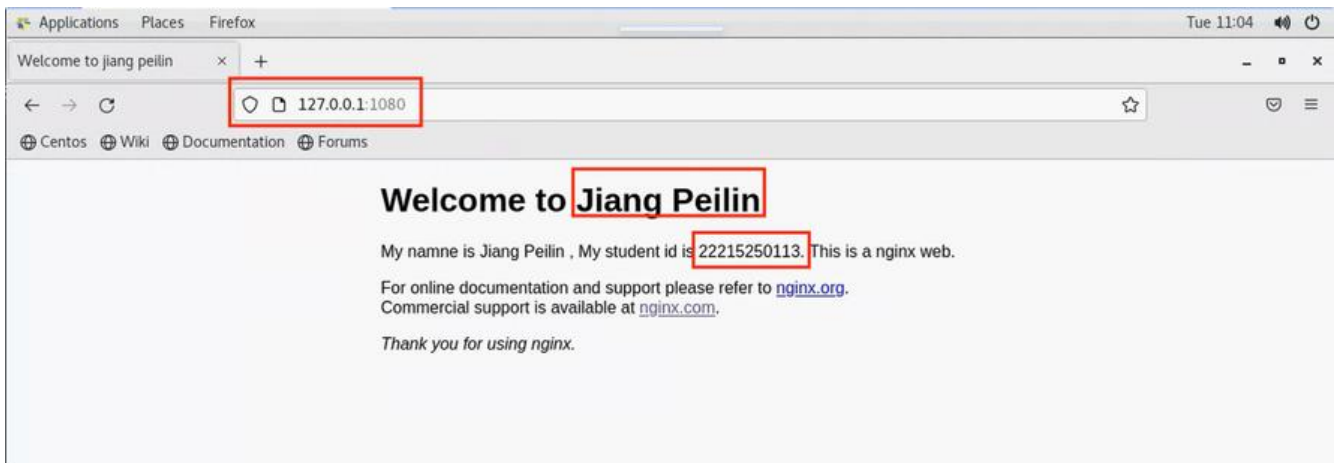 Applications Places Firefox Tue 11:04
Welcome to jiang peilin × +
127.0.0.1:1080
Centos Wiki Documentation Forums
Welcome to Jiang Peilin
My namne is Jiang Peilin , My student id is 22215250113. This is a nginx web.
For online documentation and support please refer to nginx.org.
Commercial support is available at nginx.com.
Thank you for using nginx.